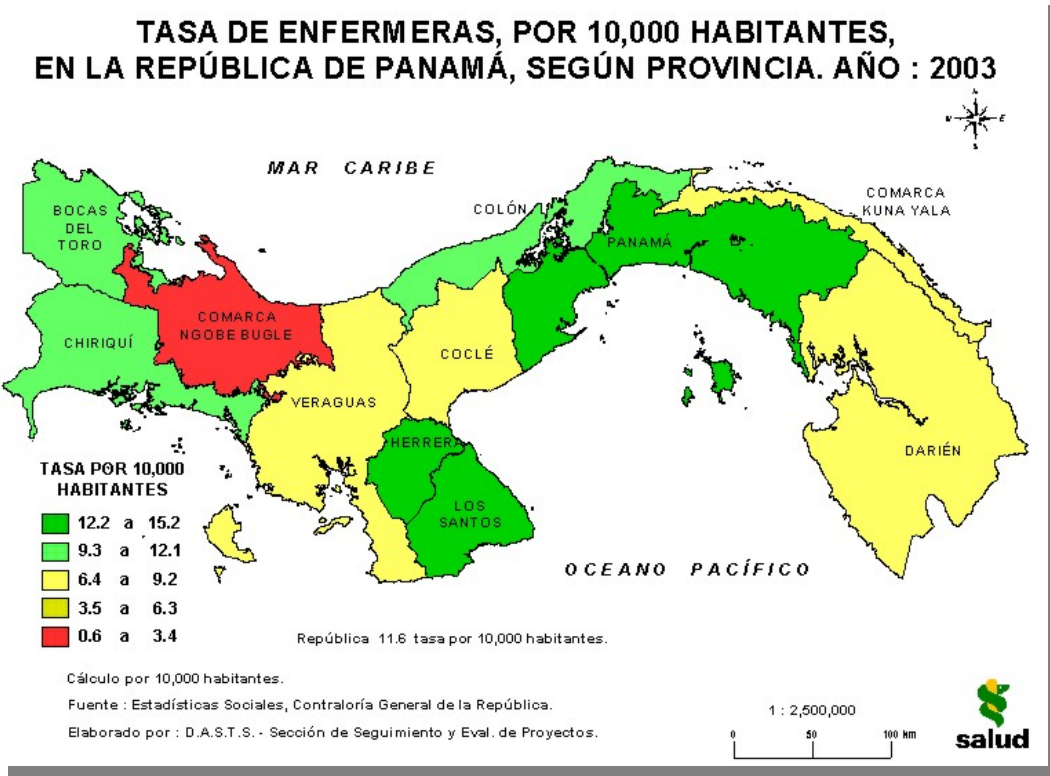 TASA DE ENFERMERAS, POR 10,000 HABITANTES,
EN LA REPÚBLICA DE PANAMÁ, SEGÚN PROVINCIA. AÑO : 2003
N
W E
S
MAR CARIBE
COMARCA
KUNA YALA
BOCAS
DEL
TORO
COLÓN
PANAMÁ
COMARCA
NGOBE BUGLE
CHIRIQUÍ
COCLÉ
VERAGUAS
HERRERA
DARIÉN
LOS
SANTOS
TASA POR 10,000
HABITANTES
12.2 a 15.2
9.3 a 12.1
6.4 a 9.2
3.5 a 6.3
0.6 a 3.4
OCEANO PACÍFICO
República 11.6 tasa por 10,000 habitantes.
Cálculo por 10,000 habitantes.
Fuente : Estadísticas Sociales, Contraloría General de la República.
Elaborado por : D.A.S.T.S. - Sección de Seguimiento y Eval. de Proyectos.
1 : 2,500,000
0 50 100 Km
salud